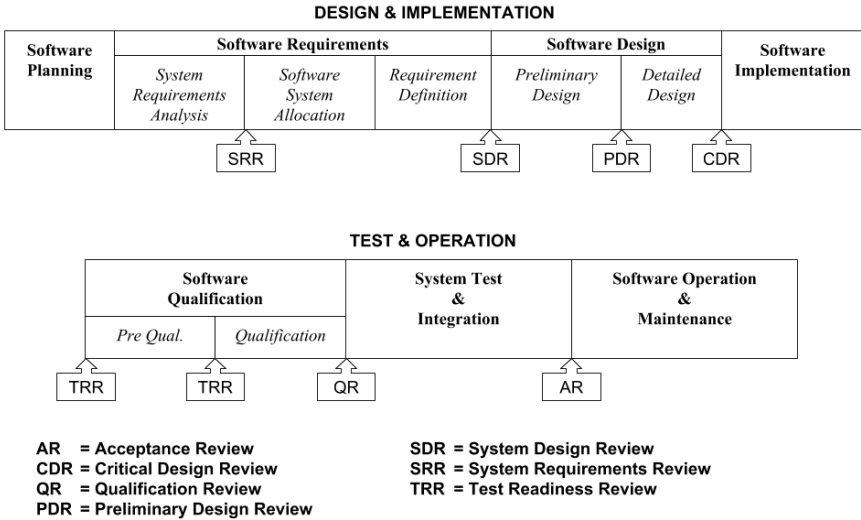 DESIGN & IMPLEMENTATION
Software
Planning
Software Requirements
System
Requirements
Analysis
Software
System
Allocation
Requirement
Definition
Software Design
Preliminary
Design
Detailed
Design
Software
Implementation
SRR
SDR
PDR
CDR
TEST & OPERATION
Software
Qualification
Pre Qual.
Qualification
System Test
&
Integration
Software Operation
&
Maintenance
TRR
TRR
QR
AR
AR = Acceptance Review
CDR = Critical Design Review
QR = Qualification Review
PDR = Preliminary Design Review
SDR = System Design Review
SRR = System Requirements Review
TRR = Test Readiness Review